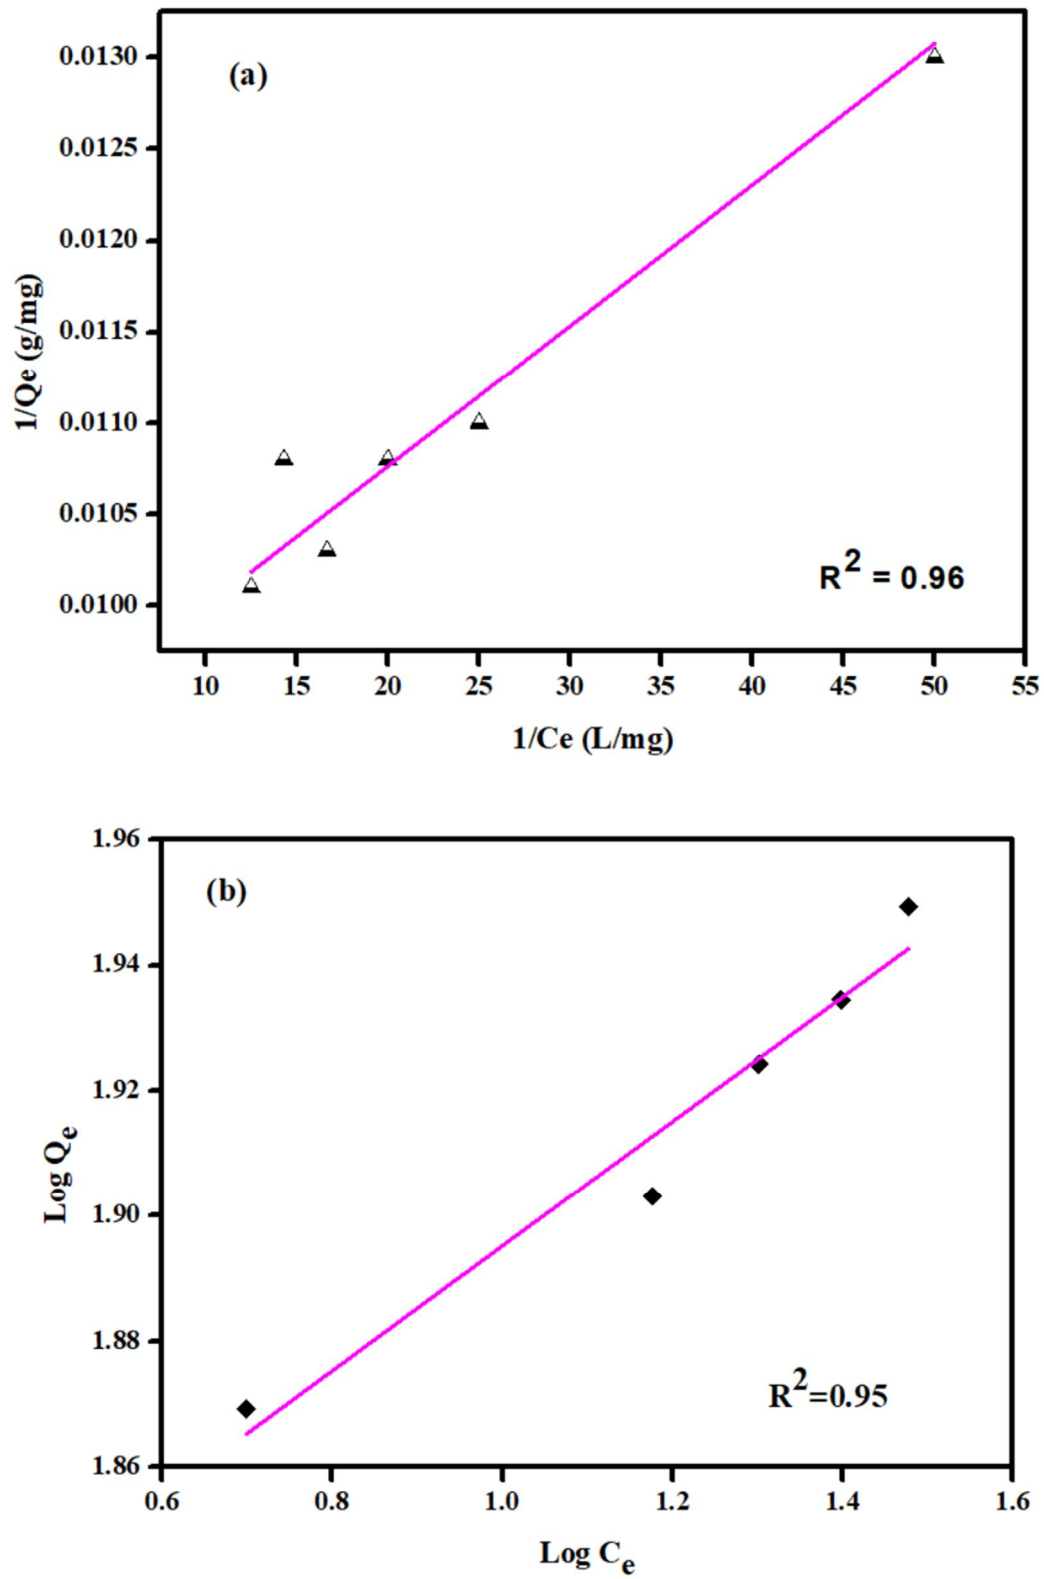 (a)
0.0130
0.0125
0.0120
0.0115
0.0110
0.0105
0.0100
1/Qe (g/mg)
R² = 0.96
10 15 20 25 30 35 40 45 50 55
1/Ce (L/mg)
(b)
1.96
1.94
1.92
1.90
1.88
1.86
Log Qe
R²=0.95
0.6 0.8 1.0 1.2 1.4 1.6
Log Ce